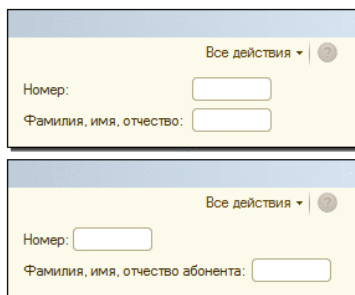 Все действия ?
Номер:
Фамилия, имя, отчество:
Все действия ?
Номер:
Фамилия, имя, отчество абонента: